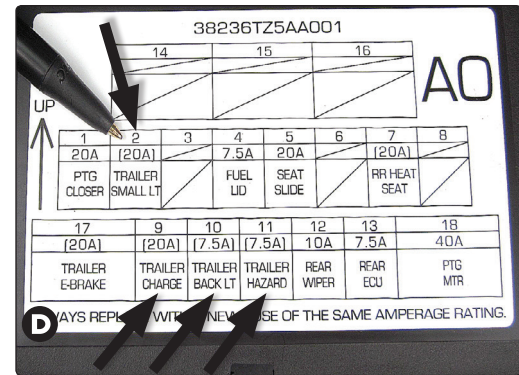 38236TZ5AA001
14 15 16
AO
UP
1 2 3 4 5 6 7 8
20A (20A) 7.5A 20A (20A)
PTG CLOSER TRAILER SMALL LT FUEL LID SEAT SLIDE RR HEAT SEAT
17 9 10 11 12 13 18
(20A) (20A) (7.5A) (7.5A) 10A 7.5A 40A
TRAILER E-BRAKE TRAILER CHARGE TRAILER BACK LT TRAILER HAZARD REAR WIPER REAR ECU PTG MTR
D
OF THE SAME AMPERAGE RATING.